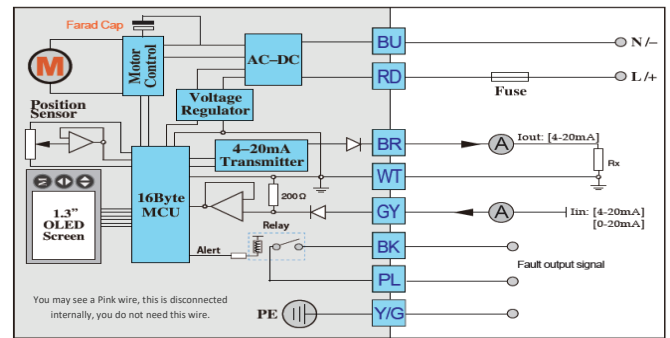 Farad Cap
M
Motor
Control
AC–DC
BU
N/–
RD
L/+
Fuse
Voltage
Regulator
Position
Sensor
4–20mA
Transmitter
BR
A
Iout: [4-20mA]
Rx
WT
16Byte
MCU
200Ω
GY
A
Iin: [4-20mA]
[0-20mA]
1.3”
OLED
Screen
Relay
BK
Alert
Fault output signal
PL
You may see a Pink wire, this is disconnected
internally, you do not need this wire.
PE
Y/G